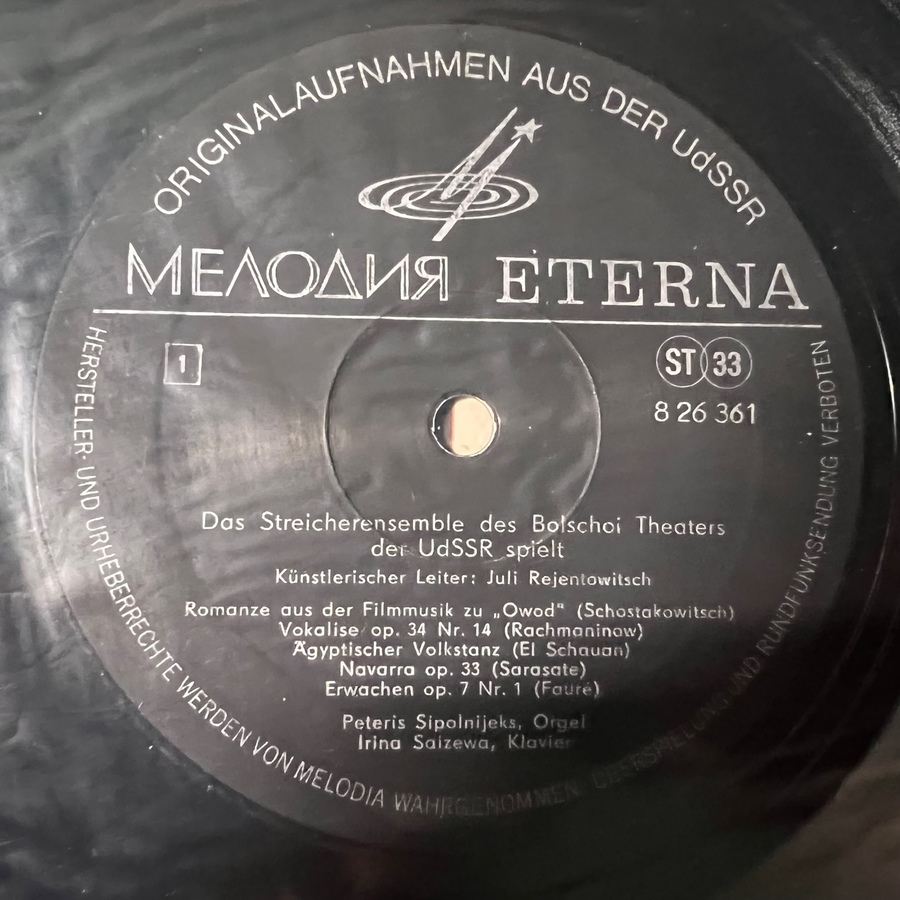 ORIGINALAUFNAHMEN AUS DER UdSSR
МЕЛОДИЯ ETERNA
1
ST 33
8 26 361
Das Streicherensemble des Bolschoi Theaters
der UdSSR spielt
Künstlerischer Leiter: Juli Rejentowitsch
Romanze aus der Filmmusik zu „Owod“ (Schostakowitsch)
Vokalise op. 34 Nr. 14 (Rachmaninow)
Ägyptischer Volkstanz (El Schauan)
Navarra op. 33 (Sarasate)
Erwachen op. 7 Nr. 1 (Fauré)
Peteris Sipolnijeks, Orgel
Irina Saizewa, Klavier
HERSTELLER- UND URHEBERRECHTE WERDEN VON MELODIA WAHRGENOMMEN. ÜBERSPIELUNG UND RUNDFUNKSENDUNG VERBOTEN